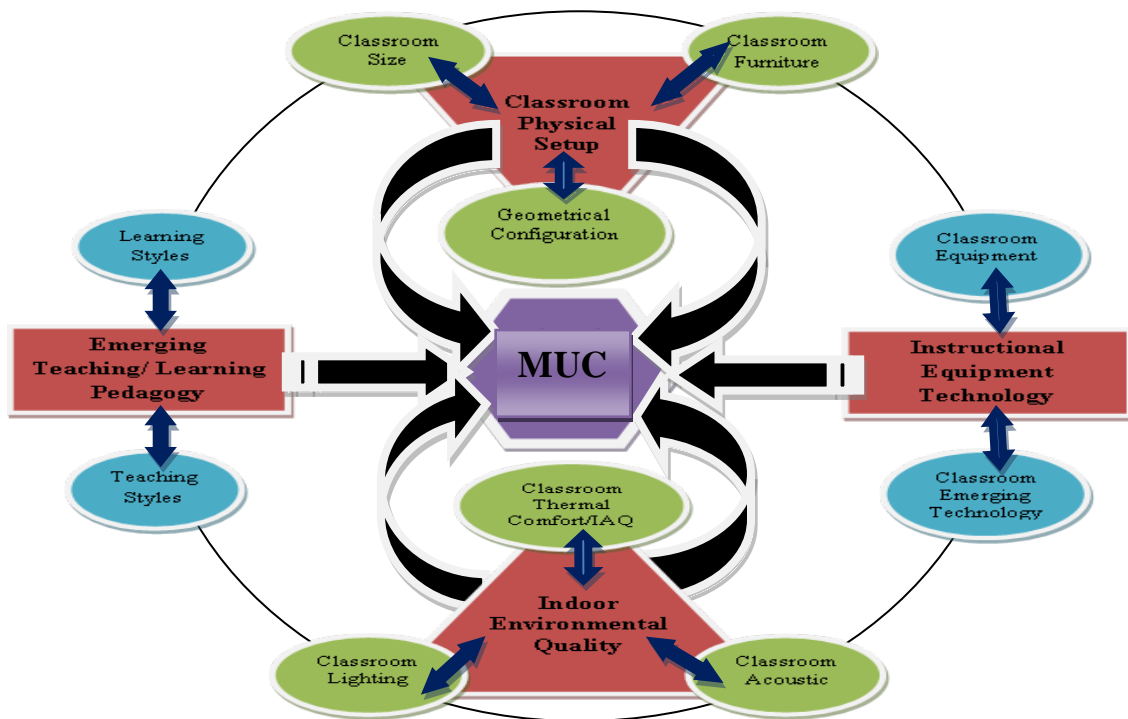 Classroom
Size
Classroom
Furniture
Classroom
Physical
Setup
Geometrical
Configuration
Learning
Styles
Classroom
Equipment
Emerging
Teaching/ Learning
Pedagogy
MUC
Instructional
Equipment
Technology
Teaching
Styles
Classroom
Thermal
Comfort/IAQ
Classroom
Emerging
Technology
Indoor
Environmental
Quality
Classroom
Lighting
Classroom
Acoustic